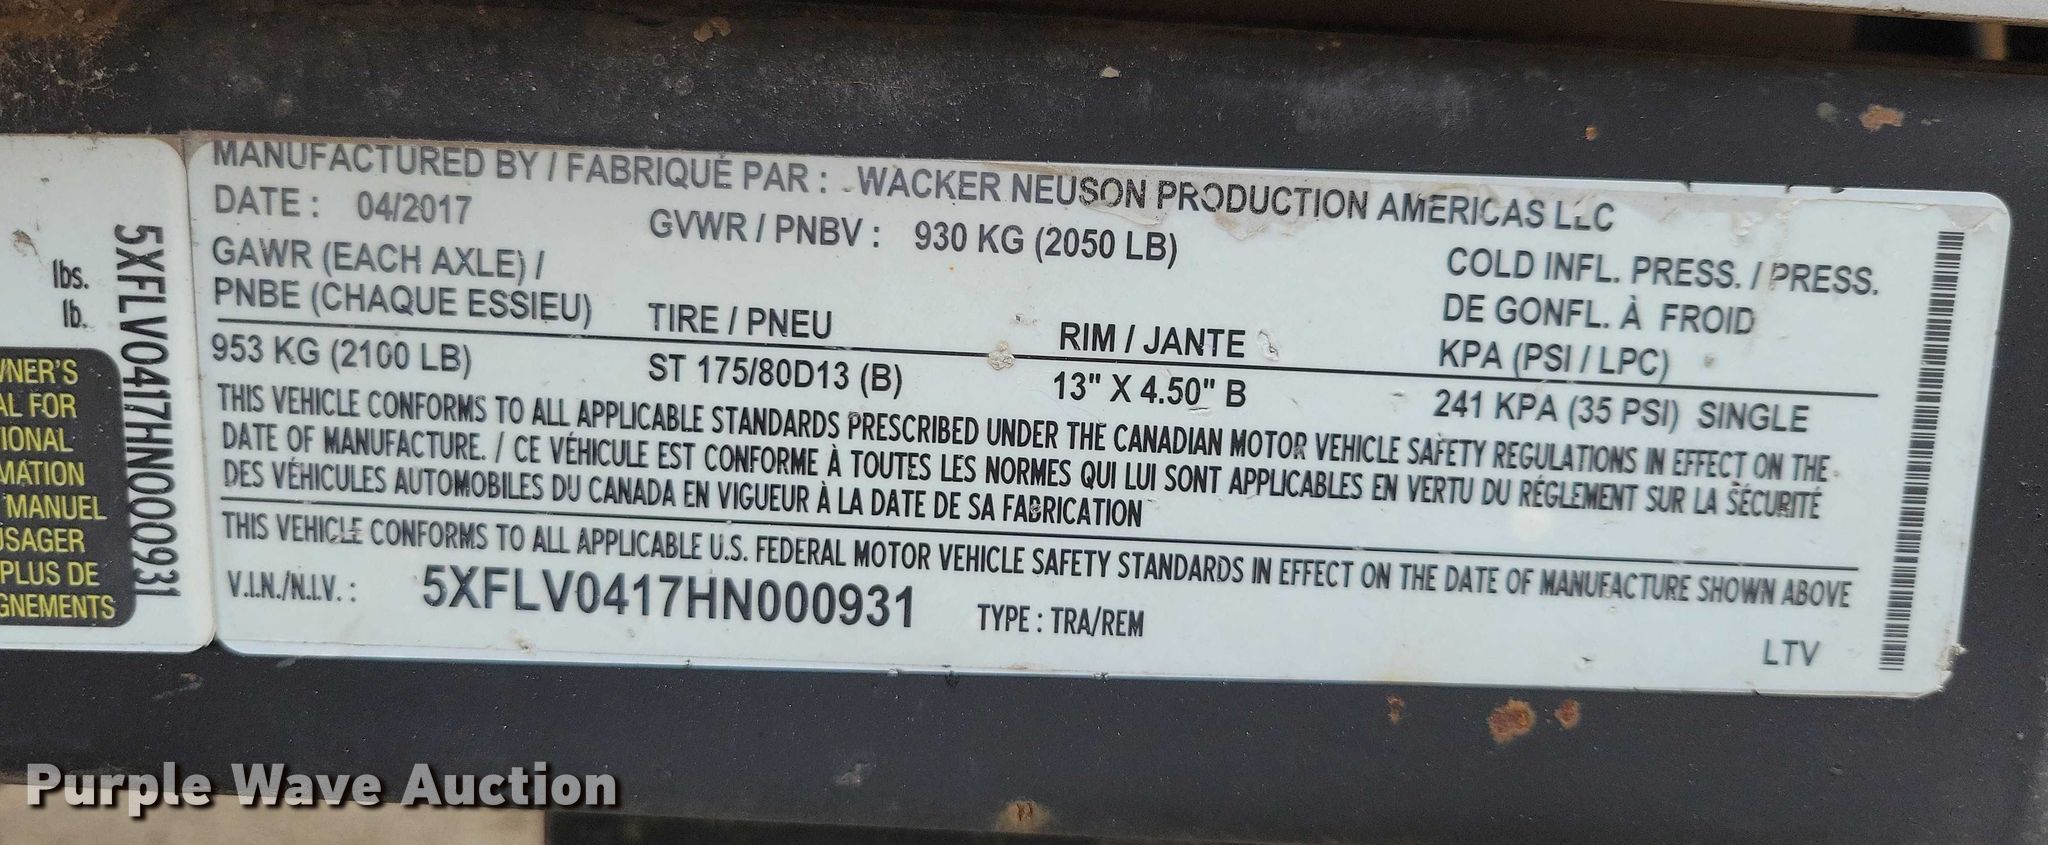 lbs.
lb.
5XFLV0417HN000931
MANUEL
PLUS DE
MANUFACTURED BY / FABRIQUÉ PAR : WACKER NEUSON PRODUCTION AMERICAS LLC
DATE : 04/2017 GVWR / PNBV : 930 KG (2050 LB)
GAWR (EACH AXLE) / COLD INFL. PRESS. / PRESS.
PNBE (CHAQUE ESSIEU) TIRE / PNEU RIM / JANTE DE GONFL. À FROID
KPA (PSI / LPC)
953 KG (2100 LB) ST 175/80D13 (B) 13" X 4.50" B 241 KPA (35 PSI) SINGLE
THIS VEHICLE CONFORMS TO ALL APPLICABLE STANDARDS PRESCRIBED UNDER THE CANADIAN MOTOR VEHICLE SAFETY REGULATIONS IN EFFECT ON THE
DATE OF MANUFACTURE. / CE VÉHICULE EST CONFORME À TOUTES LES NORMES QUI LUI SONT APPLICABLES EN VERTU DU RÉGLEMENT SUR LA SÉCURITÉ
DES VÉHICULES AUTOMOBILES DU CANADA EN VIGUEUR À LA DATE DE SA FABRICATION
THIS VEHICLE CONFORMS TO ALL APPLICABLE U.S. FEDERAL MOTOR VEHICLE SAFETY STANDARDS IN EFFECT ON THE DATE OF MANUFACTURE SHOWN ABOVE
V.I.N./N.I.V. : 5XFLV0417HN000931 TYPE : TRA/REM
LTV
Purple Wave Auction